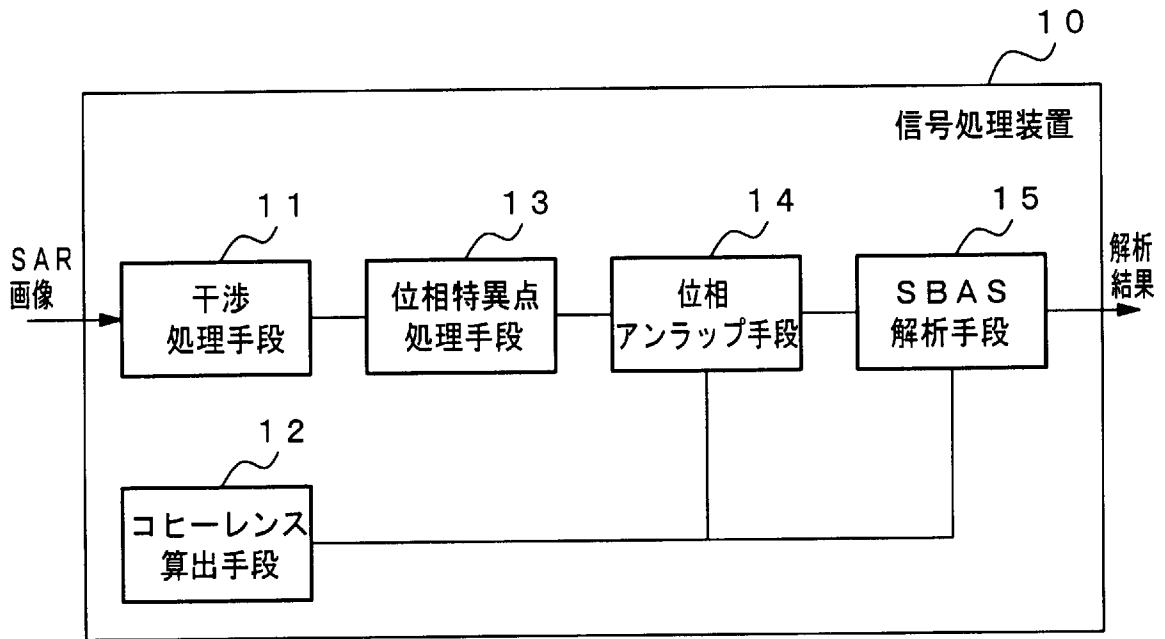 １０
信号処理装置
１１
１３
１４
１５
ＳＡＲ
画像
干渉
処理手段
位相特異点
処理手段
位相
アンラップ手段
ＳＢＡＳ
解析手段
解析
結果
１２
コヒーレンス
算出手段